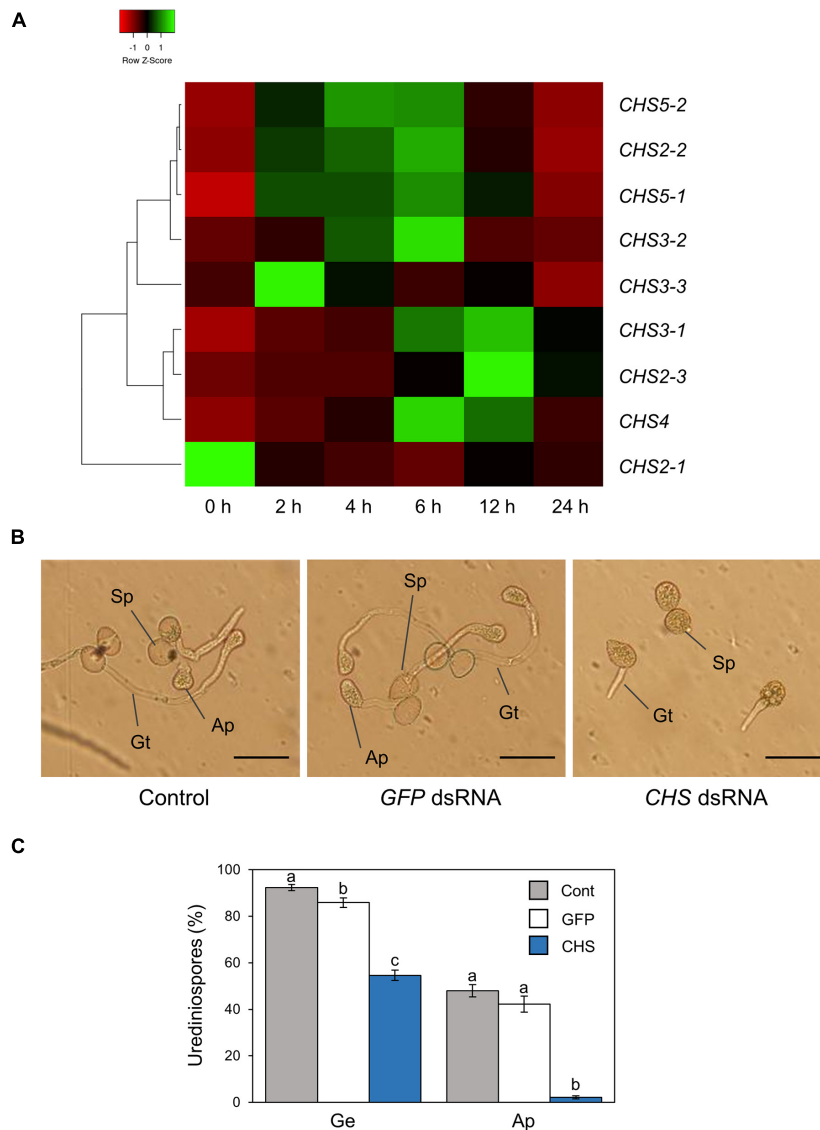 A
-1 0 1
Row Z-Score
CHS5-2
CHS2-2
CHS5-1
CHS3-2
CHS3-3
CHS3-1
CHS2-3
CHS4
CHS2-1
0 h 2 h 4 h 6 h 12 h 24 h
B
Sp
Gt
Ap
Control
Sp
Gt
Ap
GFP dsRNA
Sp
Gt
CHS dsRNA
C
Urediniospores (%)
100
80
60
40
20
0
a
b
c
a
a
b
Cont
GFP
CHS
Ge
Ap